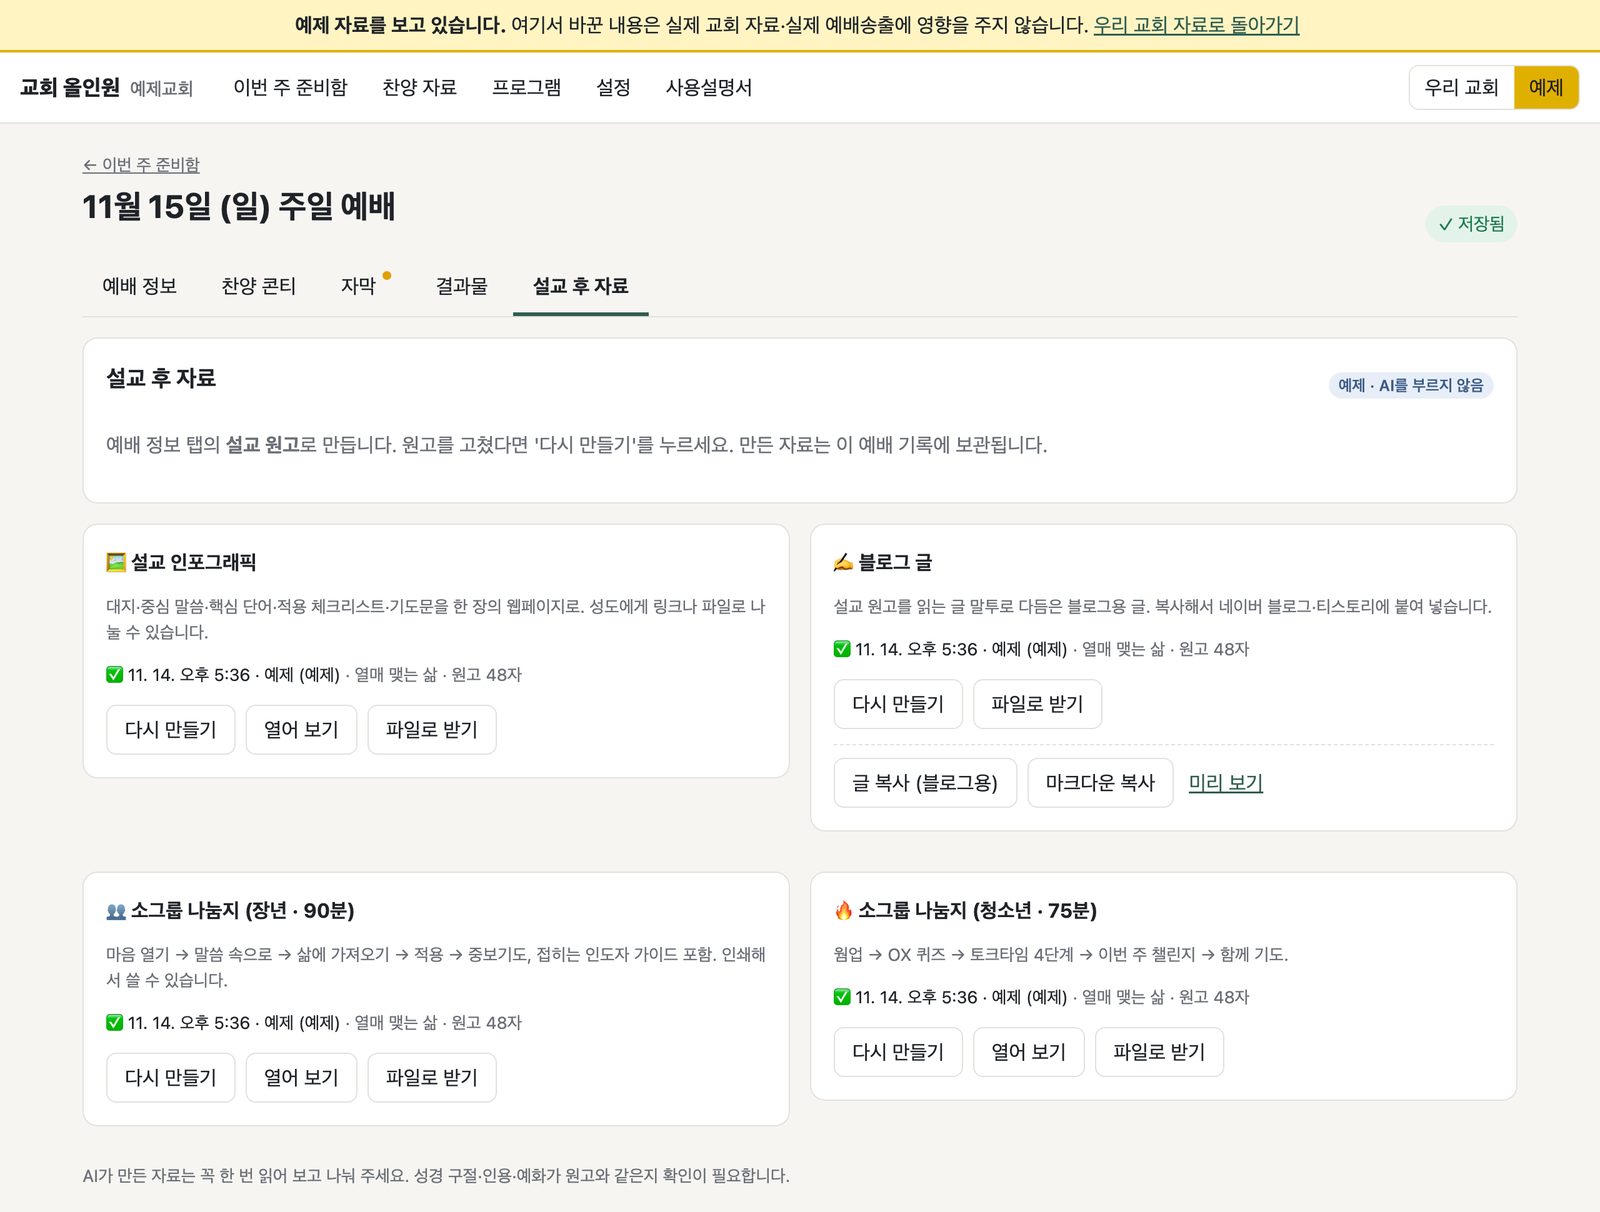 예제 자료를 보고 있습니다. 여기서 바꾼 내용은 실제 교회 자료·실제 예배송출에 영향을 주지 않습니다. 우리 교회 자료로 돌아가기
교회 올인원 예제교회 이번 주 준비함 찬양 자료 프로그램 설정 사용설명서 우리 교회 예제
← 이번 주 준비함
11월 15일 (일) 주일 예배
✓ 저장됨
예배 정보 찬양 콘티 자막 결과물 설교 후 자료
설교 후 자료
예제 · AI를 부르지 않음
예배 정보 탭의 설교 원고로 만듭니다. 원고를 고쳤다면 '다시 만들기'를 누르세요. 만든 자료는 이 예배 기록에 보관됩니다.
🖼️ 설교 인포그래픽
대지·중심 말씀·핵심 단어·적용 체크리스트·기도문을 한 장의 웹페이지로. 성도에게 링크나 파일로 나
눌 수 있습니다.
✅ 11. 14. 오후 5:36 · 예제 (예제) · 열매 맺는 삶 · 원고 48자
다시 만들기 열어 보기 파일로 받기
✍️ 블로그 글
설교 원고를 읽는 글 말투로 다듬은 블로그용 글. 복사해서 네이버 블로그·티스토리에 붙여 넣습니다.
✅ 11. 14. 오후 5:36 · 예제 (예제) · 열매 맺는 삶 · 원고 48자
다시 만들기 파일로 받기
글 복사 (블로그용) 마크다운 복사 미리 보기
👥 소그룹 나눔지 (장년 · 90분)
마음 열기 → 말씀 속으로 → 삶에 가져오기 → 적용 → 중보기도, 접히는 인도자 가이드 포함. 인쇄해
서 쓸 수 있습니다.
✅ 11. 14. 오후 5:36 · 예제 (예제) · 열매 맺는 삶 · 원고 48자
다시 만들기 열어 보기 파일로 받기
🔥 소그룹 나눔지 (청소년 · 75분)
웜업 → OX 퀴즈 → 토크타임 4단계 → 이번 주 챌린지 → 함께 기도.
✅ 11. 14. 오후 5:36 · 예제 (예제) · 열매 맺는 삶 · 원고 48자
다시 만들기 열어 보기 파일로 받기
AI가 만든 자료는 꼭 한 번 읽어 보고 나눠 주세요. 성경 구절·인용·예화가 원고와 같은지 확인이 필요합니다.